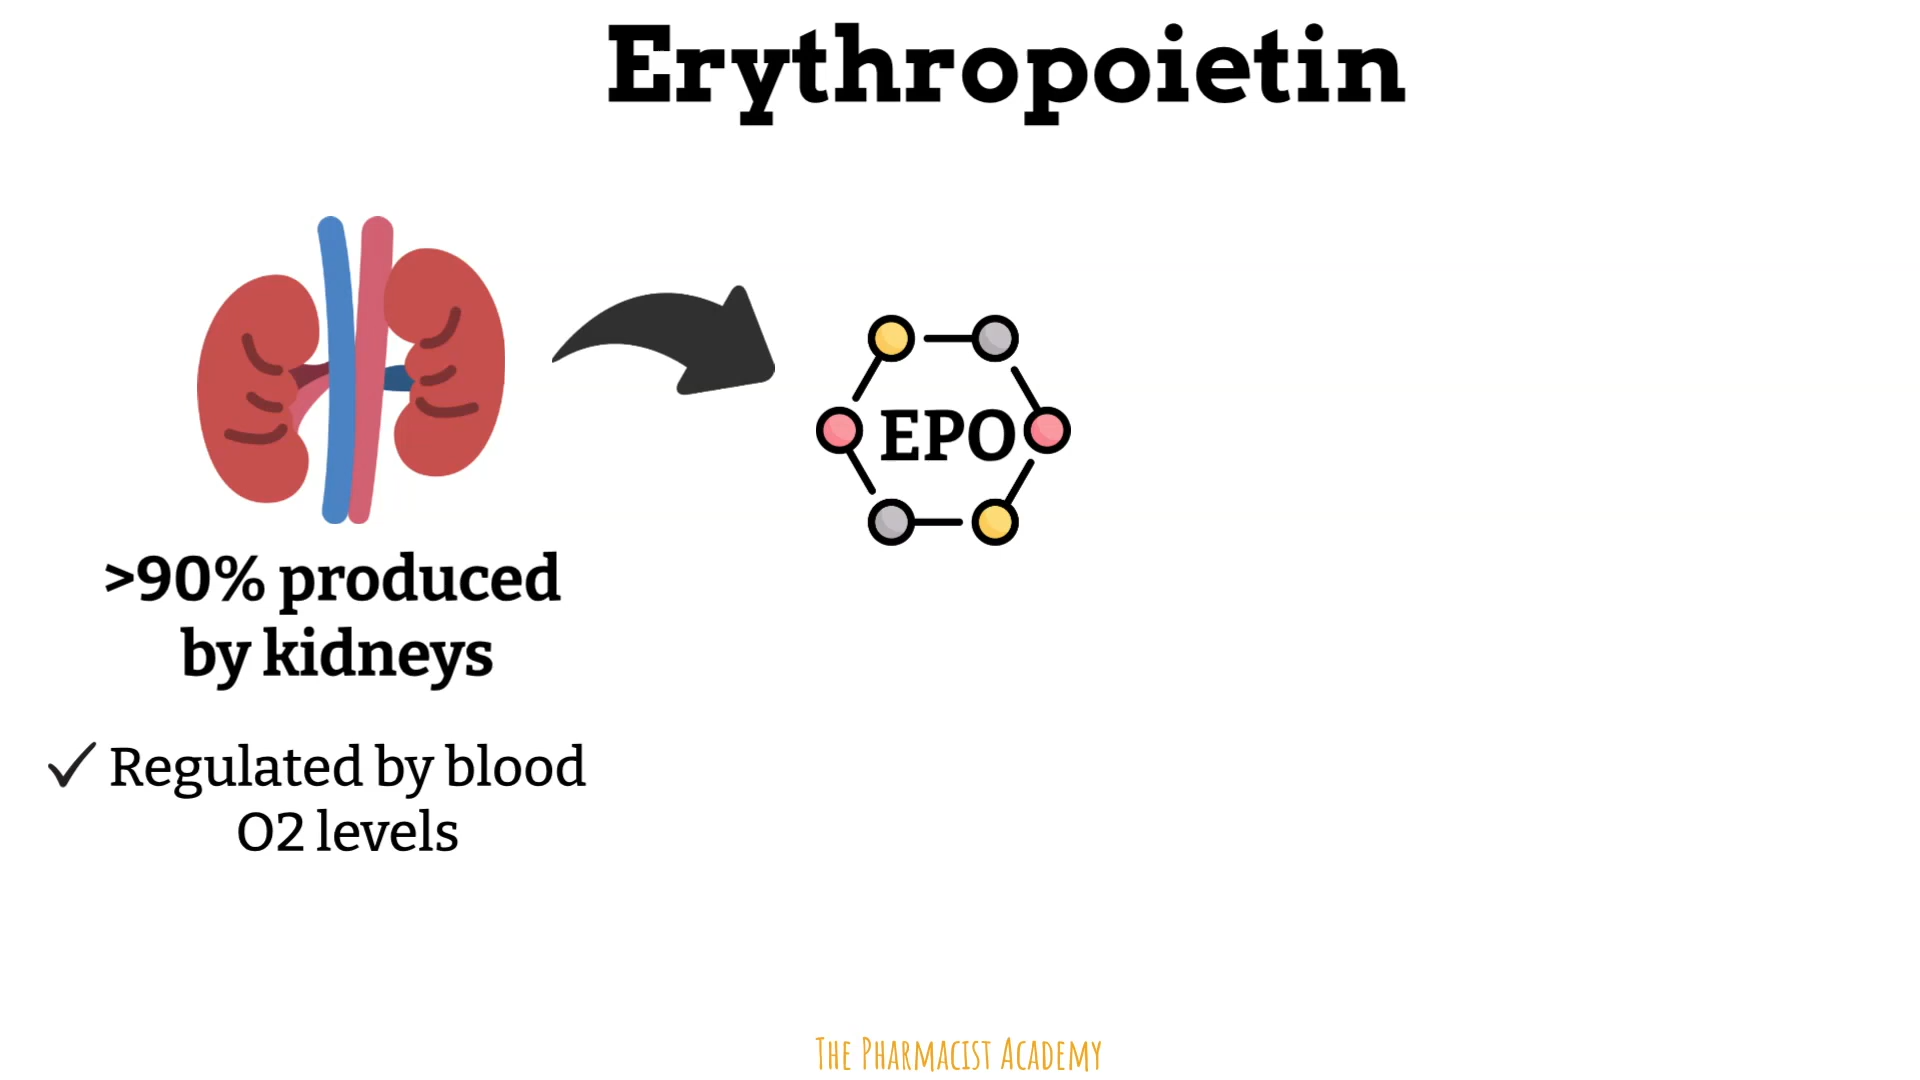 Erythropoietin
EPO
>90% produced
by kidneys
✓ Regulated by blood
O2 levels
The Pharmacist Academy